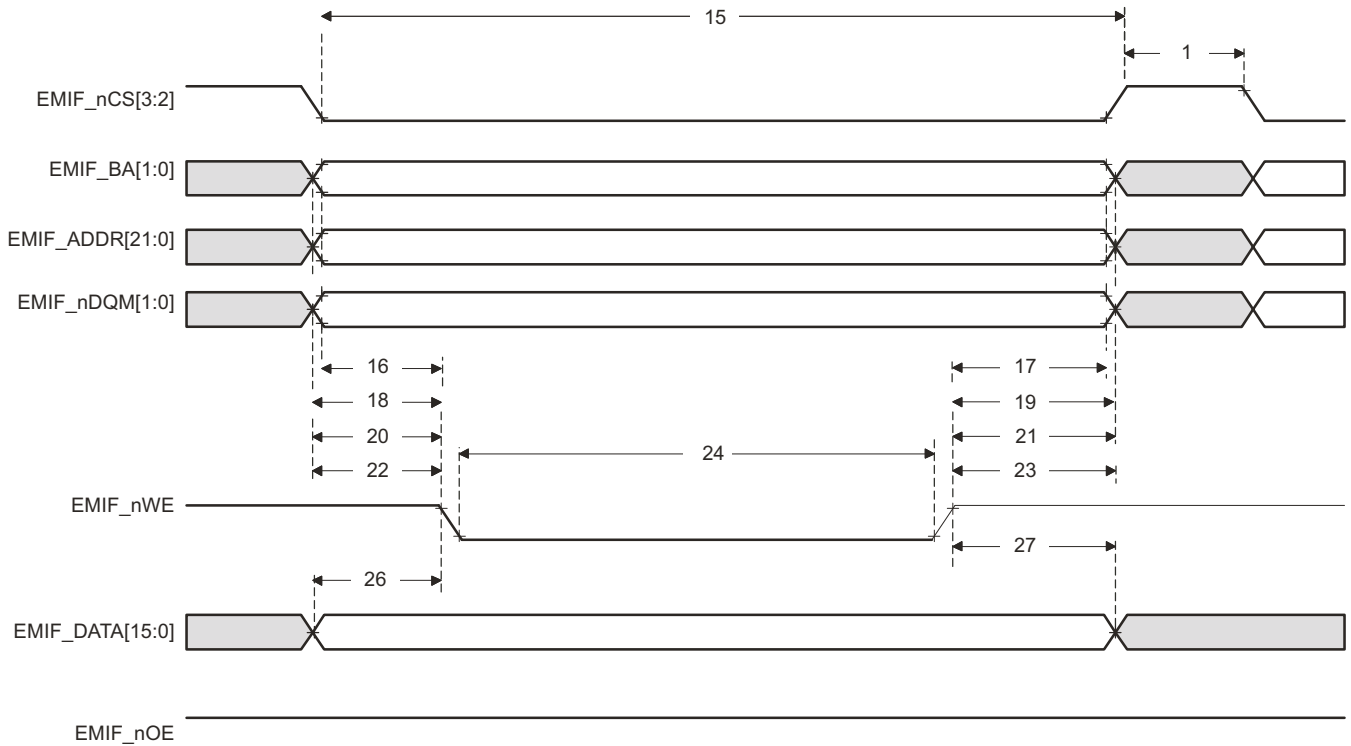 15
1
EMIF_nCS[3:2]
EMIF_BA[1:0]
EMIF_ADDR[21:0]
EMIF_nDQM[1:0]
16
17
18
19
20
21
24
22
23
EMIF_nWE
27
26
EMIF_DATA[15:0]
EMIF_nOE